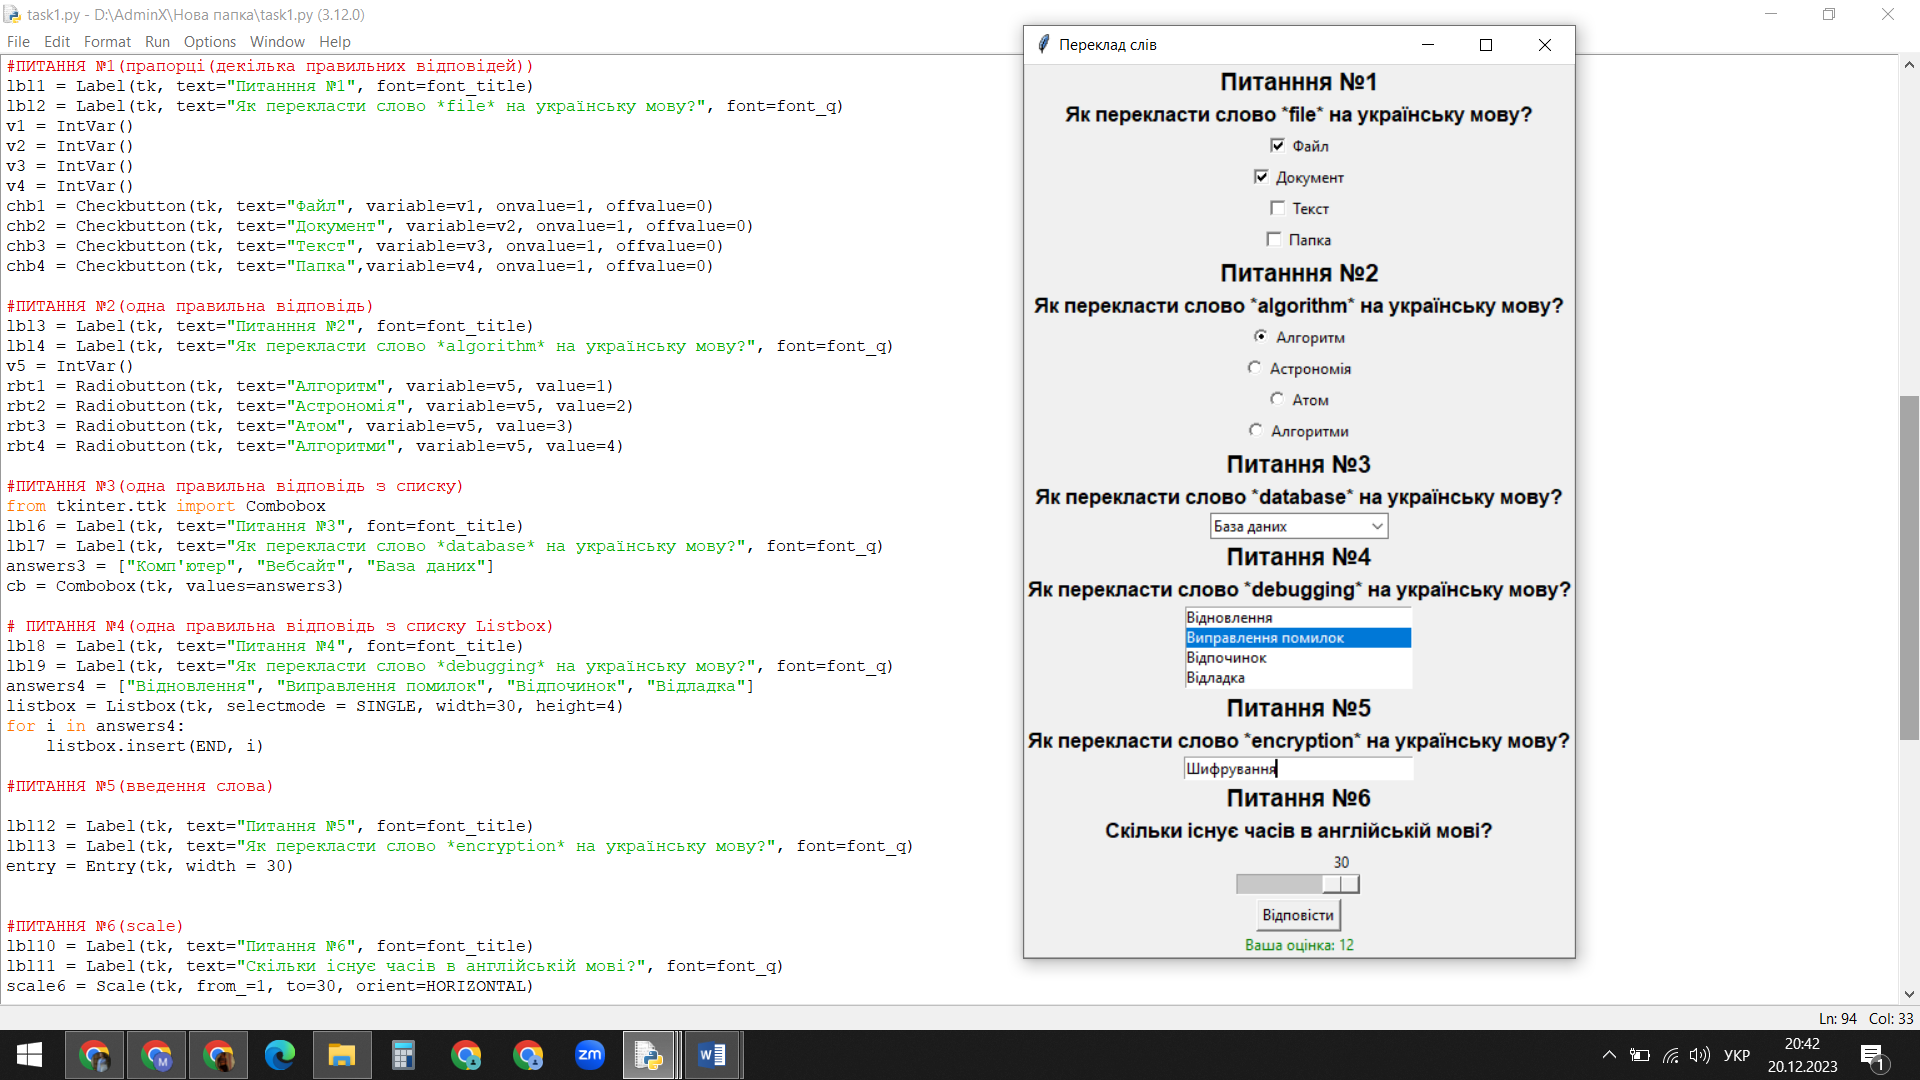 task1.py - D:\AdminX\Нова папка\task1.py (3.12.0)
File Edit Format Run Options Window Help
#ПИТАННЯ №1(прапорці(декілька правильних відповідей))
lbl1 = Label(tk, text="Питанння №1", font=font_title)
lbl2 = Label(tk, text="Як перекласти слово *file* на українську мову?", font=font_q)
v1 = IntVar()
v2 = IntVar()
v3 = IntVar()
v4 = IntVar()
chb1 = Checkbutton(tk, text="Файл", variable=v1, onvalue=1, offvalue=0)
chb2 = Checkbutton(tk, text="Документ", variable=v2, onvalue=1, offvalue=0)
chb3 = Checkbutton(tk, text="Текст", variable=v3, onvalue=1, offvalue=0)
chb4 = Checkbutton(tk, text="Папка",variable=v4, onvalue=1, offvalue=0)
#ПИТАННЯ №2(одна правильна відповідь)
lbl3 = Label(tk, text="Питанння №2", font=font_title)
lbl4 = Label(tk, text="Як перекласти слово *algorithm* на українську мову?", font=font_q)
v5 = IntVar()
rbt1 = Radiobutton(tk, text="Алгоритм", variable=v5, value=1)
rbt2 = Radiobutton(tk, text="Астрономія", variable=v5, value=2)
rbt3 = Radiobutton(tk, text="Атом", variable=v5, value=3)
rbt4 = Radiobutton(tk, text="Алгоритми", variable=v5, value=4)
#ПИТАННЯ №3(одна правильна відповідь з списку)
from tkinter.ttk import Combobox
lbl6 = Label(tk, text="Питання №3", font=font_title)
lbl7 = Label(tk, text="Як перекласти слово *database* на українську мову?", font=font_q)
answers3 = ["Комп'ютер", "Вебсайт", "База даних"]
cb = Combobox(tk, values=answers3)
# ПИТАННЯ №4(одна правильна відповідь з списку Listbox)
lbl8 = Label(tk, text="Питання №4", font=font_title)
lbl9 = Label(tk, text="Як перекласти слово *debugging* на українську мову?", font=font_q)
answers4 = ["Відновлення", "Виправлення помилок", "Відпочинок", "Відладка"]
listbox = Listbox(tk, selectmode = SINGLE, width=30, height=4)
for i in answers4:
    listbox.insert(END, i)
#ПИТАННЯ №5(введення слова)
lbl12 = Label(tk, text="Питання №5", font=font_title)
lbl13 = Label(tk, text="Як перекласти слово *encryption* на українську мову?", font=font_q)
entry = Entry(tk, width = 30)
#ПИТАННЯ №6(scale)
lbl10 = Label(tk, text="Питання №6", font=font_title)
lbl11 = Label(tk, text="Скільки існує часів в англійській мові?", font=font_q)
scale6 = Scale(tk, from_=1, to=30, orient=HORIZONTAL)
Переклад слів
Питанння №1
Як перекласти слово *file* на українську мову?
Файл
Документ
Текст
Папка
Питанння №2
Як перекласти слово *algorithm* на українську мову?
Алгоритм
Астрономія
Атом
Алгоритми
Питання №3
Як перекласти слово *database* на українську мову?
База даних
Питання №4
Як перекласти слово *debugging* на українську мову?
Відновлення
Виправлення помилок
Відпочинок
Відладка
Питання №5
Як перекласти слово *encryption* на українську мову?
Шифрування
Питання №6
Скільки існує часів в англійській мові?
30
Відповісти
Ваша оцінка: 12
Ln: 94 Col: 33
M
zm
W
УКР
20:42
20.12.2023
1